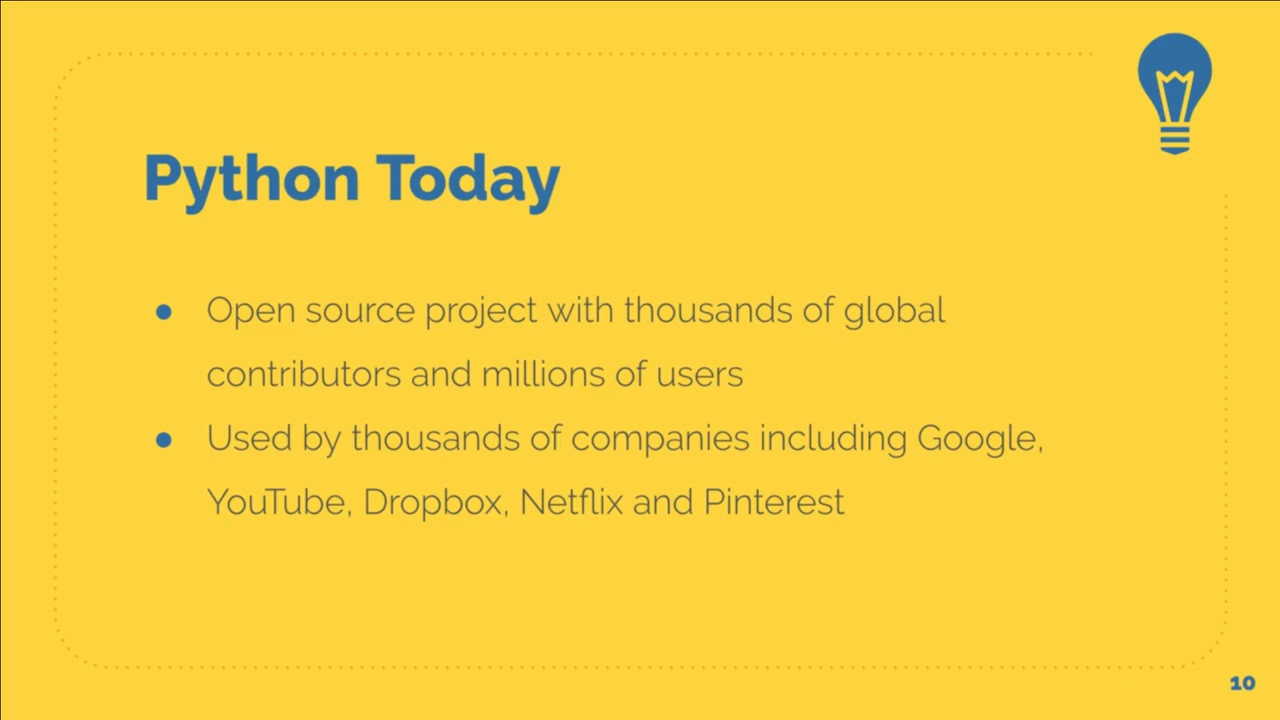 Python Today
● Open source project with thousands of global
contributors and millions of users
● Used by thousands of companies including Google,
YouTube, Dropbox, Netflix and Pinterest
10